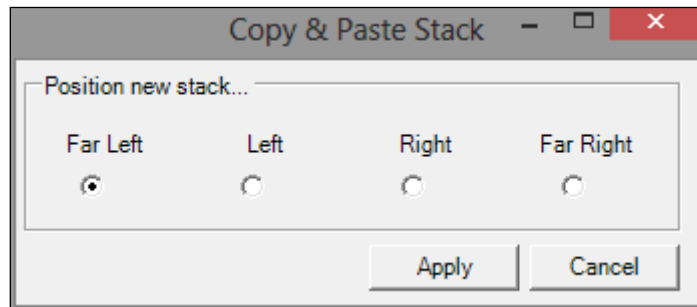 Copy & Paste Stack
Position new stack...
Far Left Left Right Far Right
Apply Cancel